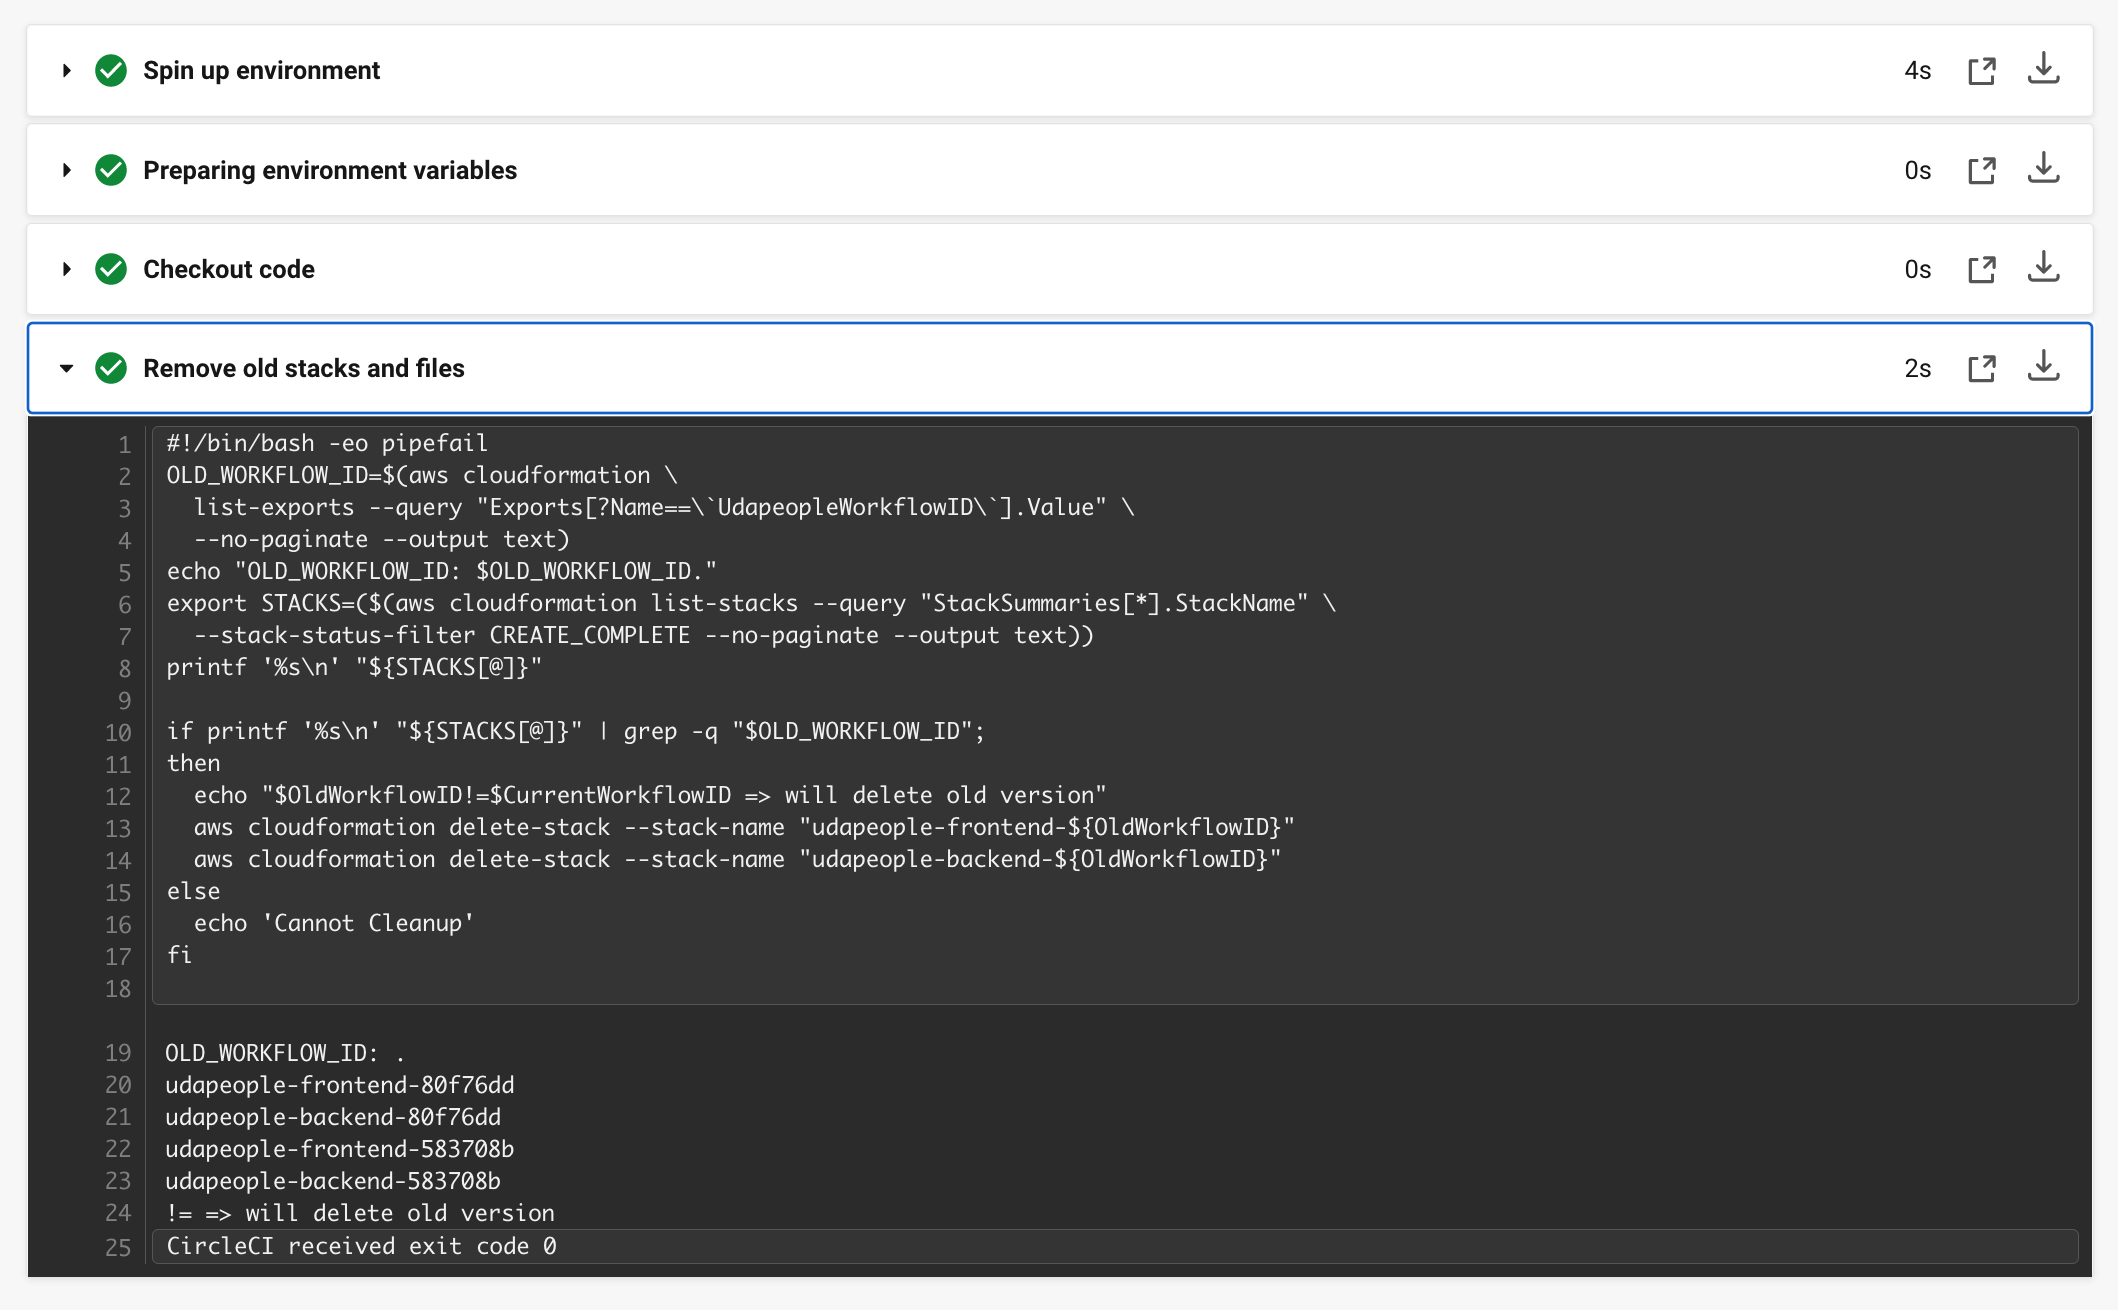 Spin up environment 4s
Preparing environment variables 0s
Checkout code 0s
Remove old stacks and files 2s
1 #!/bin/bash -eo pipefail
2 OLD_WORKFLOW_ID=$(aws cloudformation \
3   list-exports --query "Exports[?Name==\`UdapeopleWorkflowID\`].Value" \
4   --no-paginate --output text)
5 echo "OLD_WORKFLOW_ID: $OLD_WORKFLOW_ID."
6 export STACKS=($(aws cloudformation list-stacks --query "StackSummaries[*].StackName" \
7   --stack-status-filter CREATE_COMPLETE --no-paginate --output text))
8 printf '%s\n' "${STACKS[@]}"
9
10 if printf '%s\n' "${STACKS[@]}" | grep -q "$OLD_WORKFLOW_ID";
11 then
12   echo "$OldWorkflowID!=$CurrentWorkflowID => will delete old version"
13   aws cloudformation delete-stack --stack-name "udapeople-frontend-${OldWorkflowID}"
14   aws cloudformation delete-stack --stack-name "udapeople-backend-${OldWorkflowID}"
15 else
16   echo 'Cannot Cleanup'
17 fi
18
19 OLD_WORKFLOW_ID: .
20 udapeople-frontend-80f76dd
21 udapeople-backend-80f76dd
22 udapeople-frontend-583708b
23 udapeople-backend-583708b
24 != => will delete old version
25 CircleCI received exit code 0